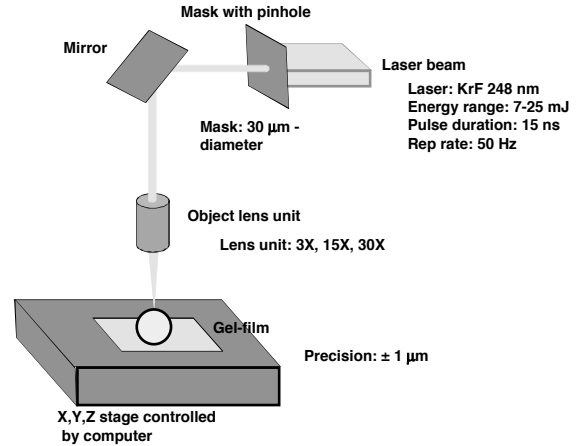 Mask with pinhole
Mirror
Laser beam
Laser: KrF 248 nm
Energy range: 7-25 mJ
Pulse duration: 15 ns
Rep rate: 50 Hz
Mask: 30 µm -
diameter
Object lens unit
Lens unit: 3X, 15X, 30X
Gel-film
Precision: ± 1 µm
X,Y,Z stage controlled
by computer